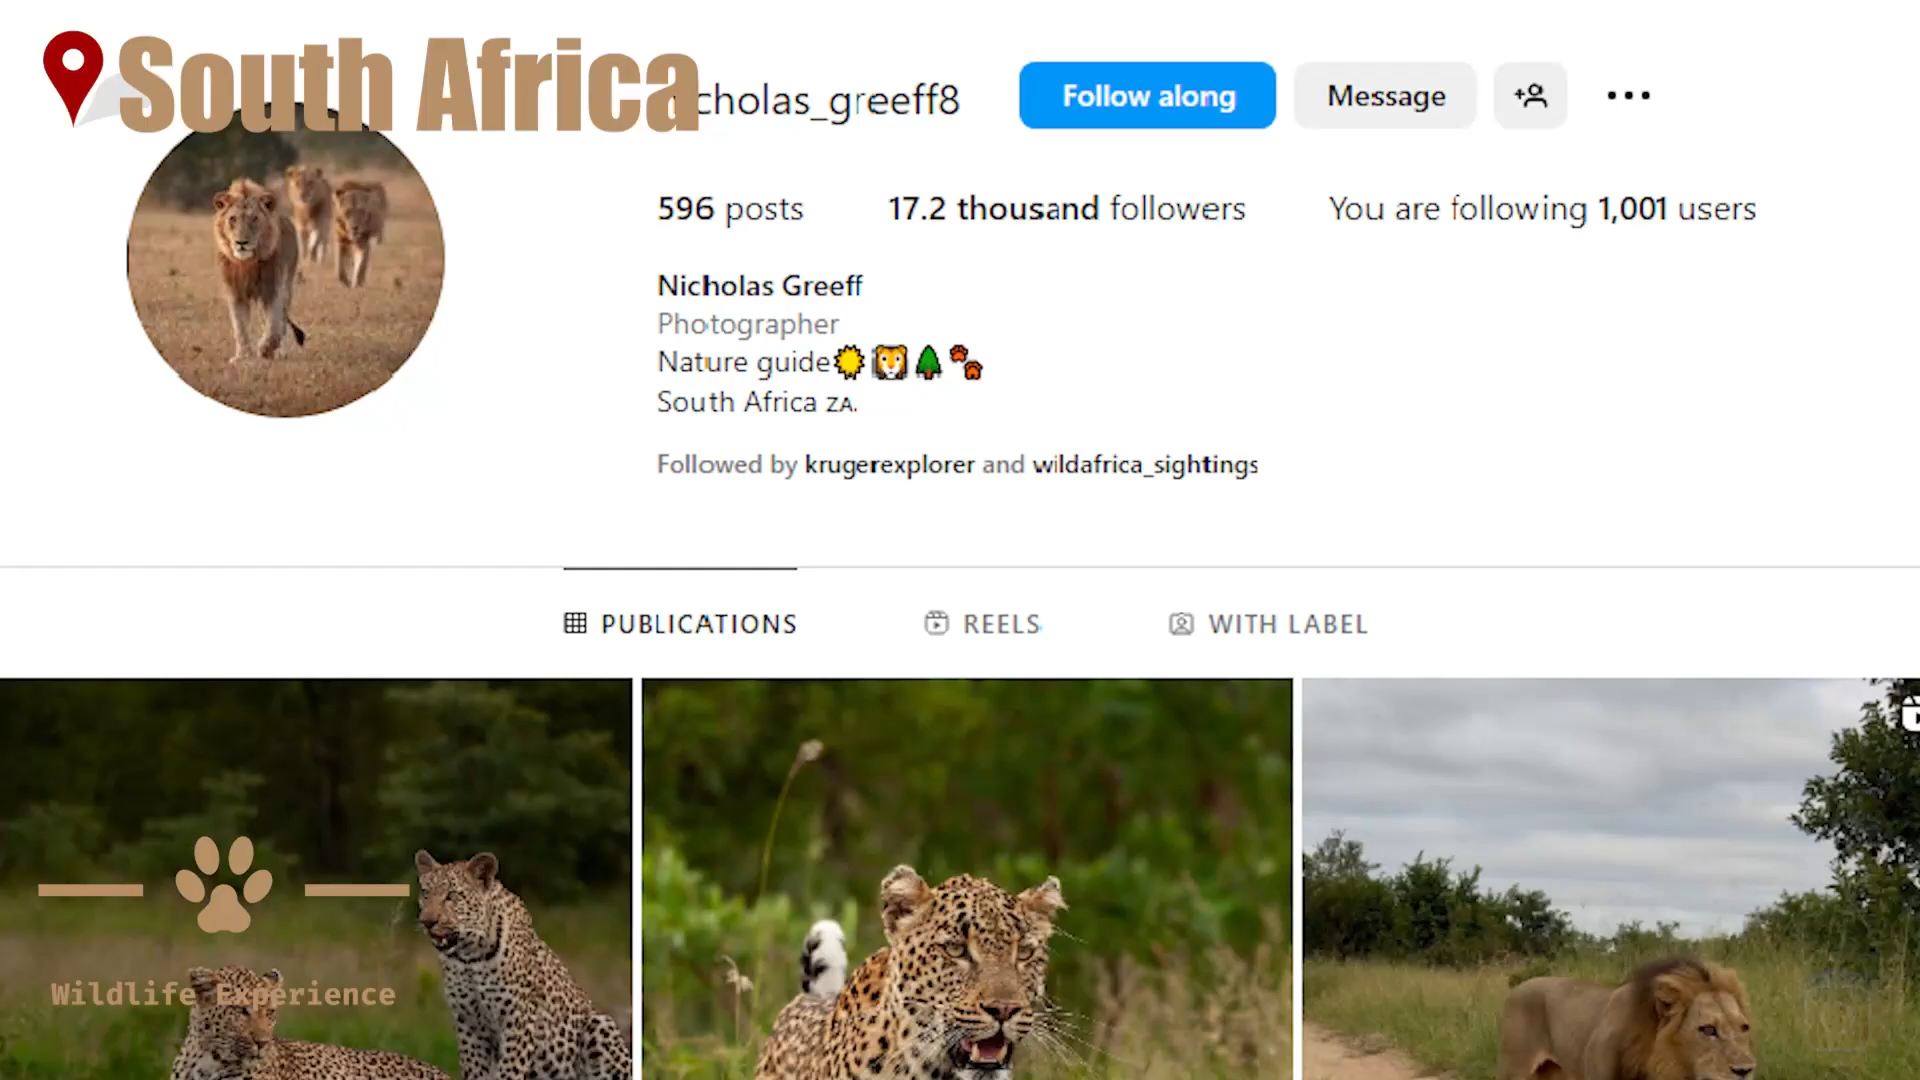 South Africa
cholas_greeff8
Follow along
Message
596 posts
17.2 thousand followers
You are following 1,001 users
Nicholas Greeff
Photographer
Nature guide
South Africa ZA.
Followed by krugerexplorer and wildafrica_sightings
PUBLICATIONS
REELS
WITH LABEL
Wildlife Experience